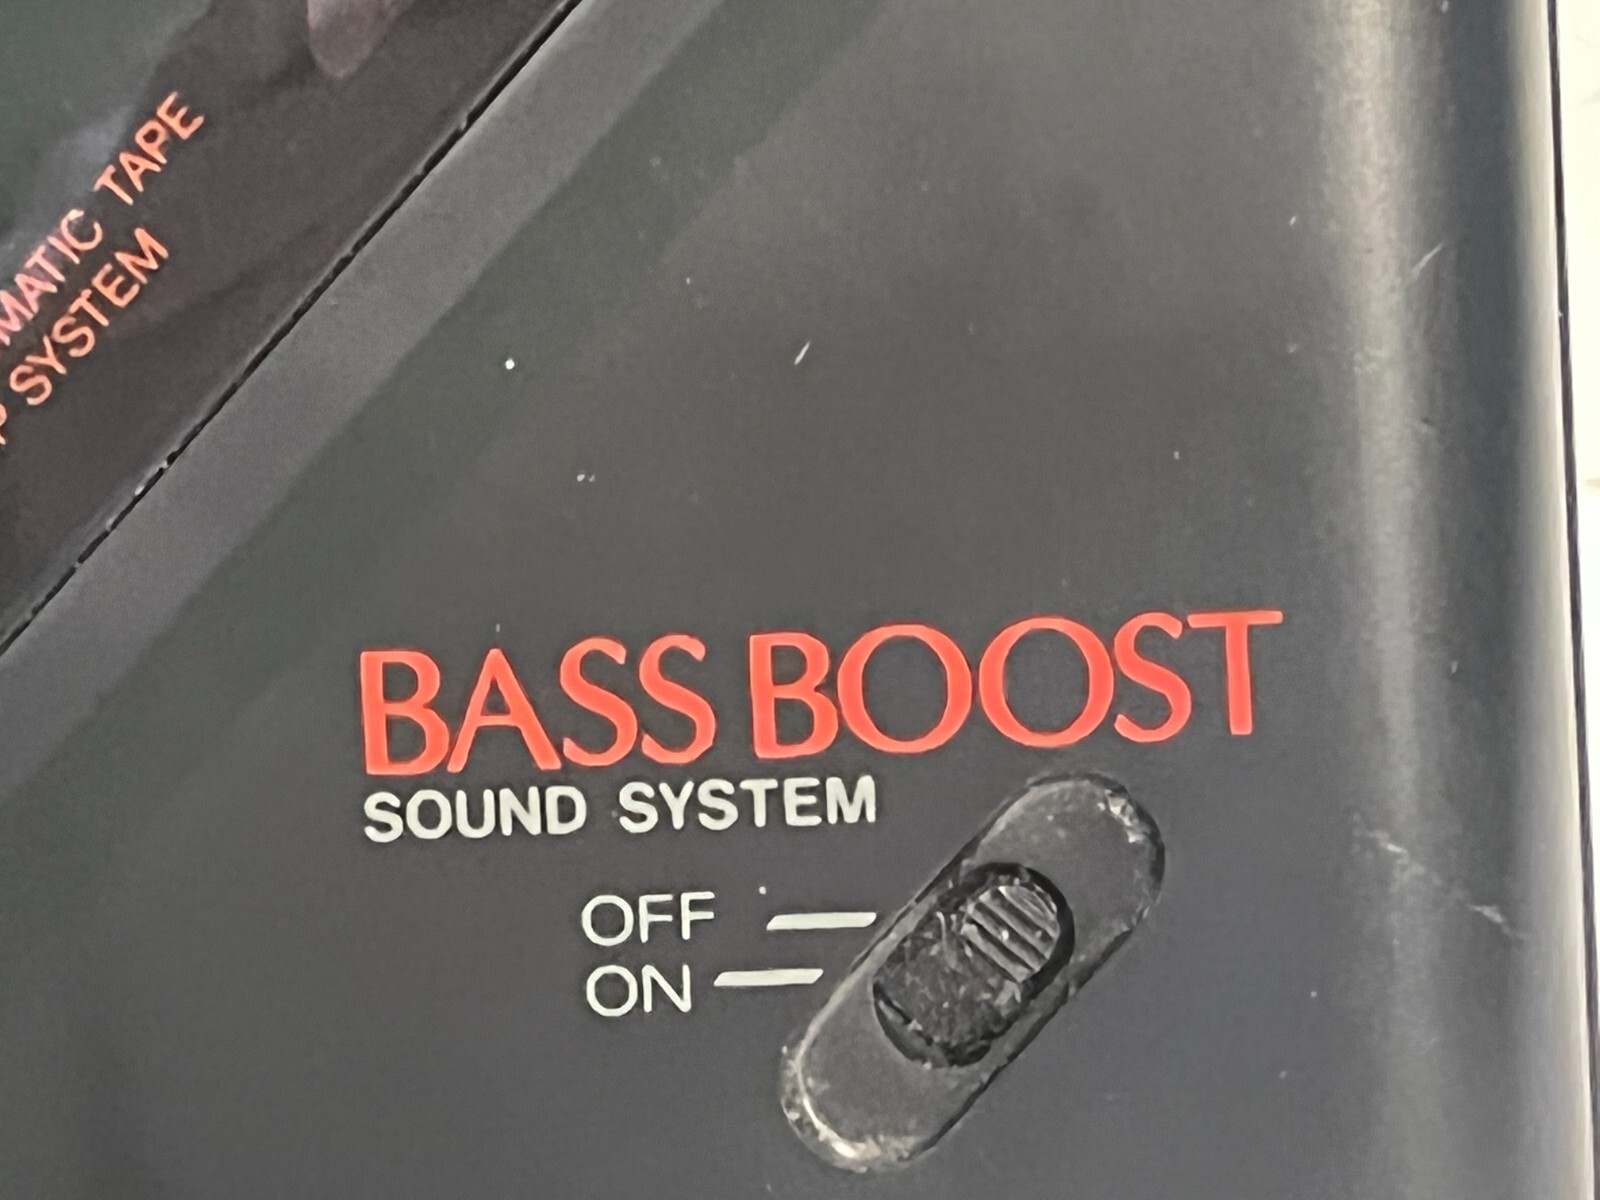 MATIC TAPE
P SYSTEM
BASS BOOST
SOUND SYSTEM
OFF
ON